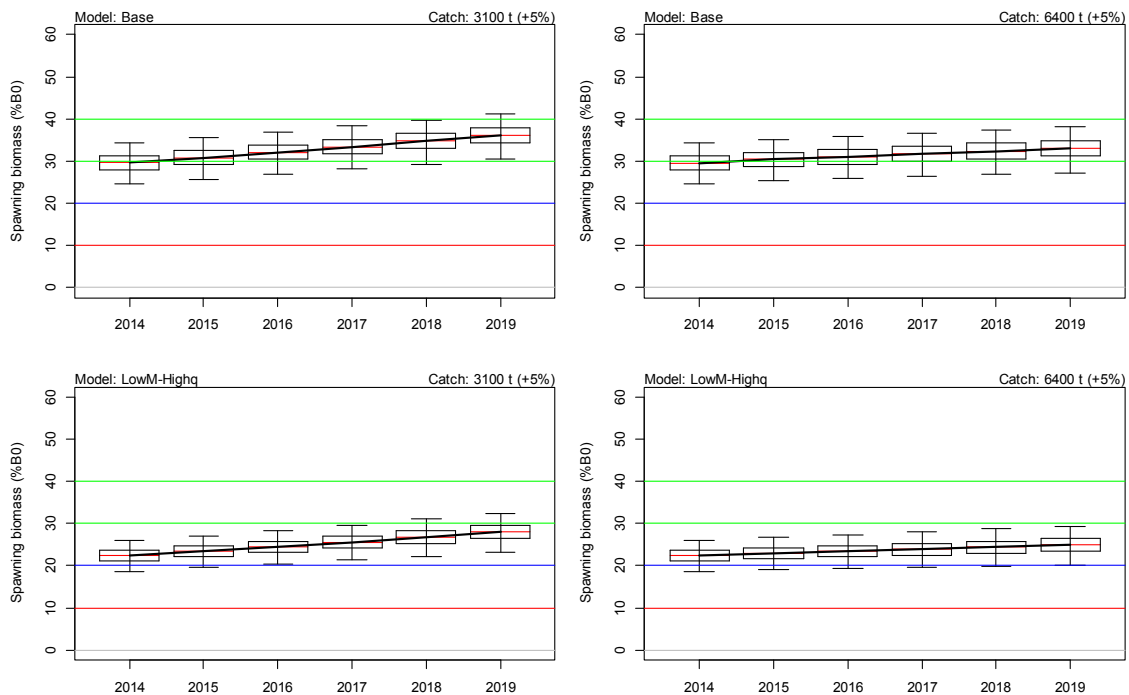 Model: Base Catch: 3100 t (+5%)
Spawning biomass (%B0)
60
50
40
30
20
10
0
2014 2015 2016 2017 2018 2019
Model: Base Catch: 6400 t (+5%)
Spawning biomass (%B0)
60
50
40
30
20
10
0
2014 2015 2016 2017 2018 2019
Model: LowM-Highq Catch: 3100 t (+5%)
Spawning biomass (%B0)
60
50
40
30
20
10
0
2014 2015 2016 2017 2018 2019
Model: LowM-Highq Catch: 6400 t (+5%)
Spawning biomass (%B0)
60
50
40
30
20
10
0
2014 2015 2016 2017 2018 2019